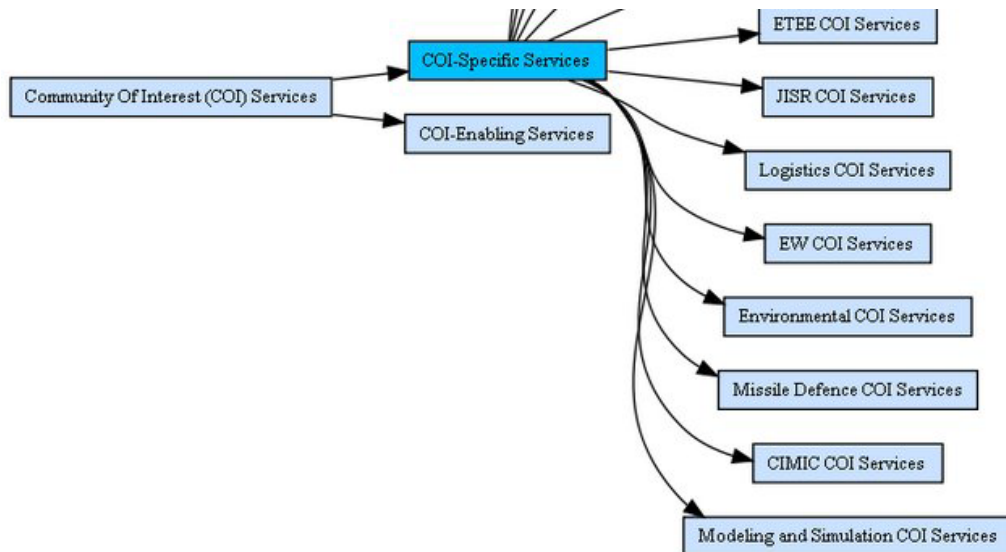 ETEE COI Services
COI-Specific Services
Community Of Interest (COI) Services
JISR COI Services
COI-Enabling Services
Logistics COI Services
EW COI Services
Environmental COI Services
Missile Defence COI Services
CIMIC COI Services
Modeling and Simulation COI Services